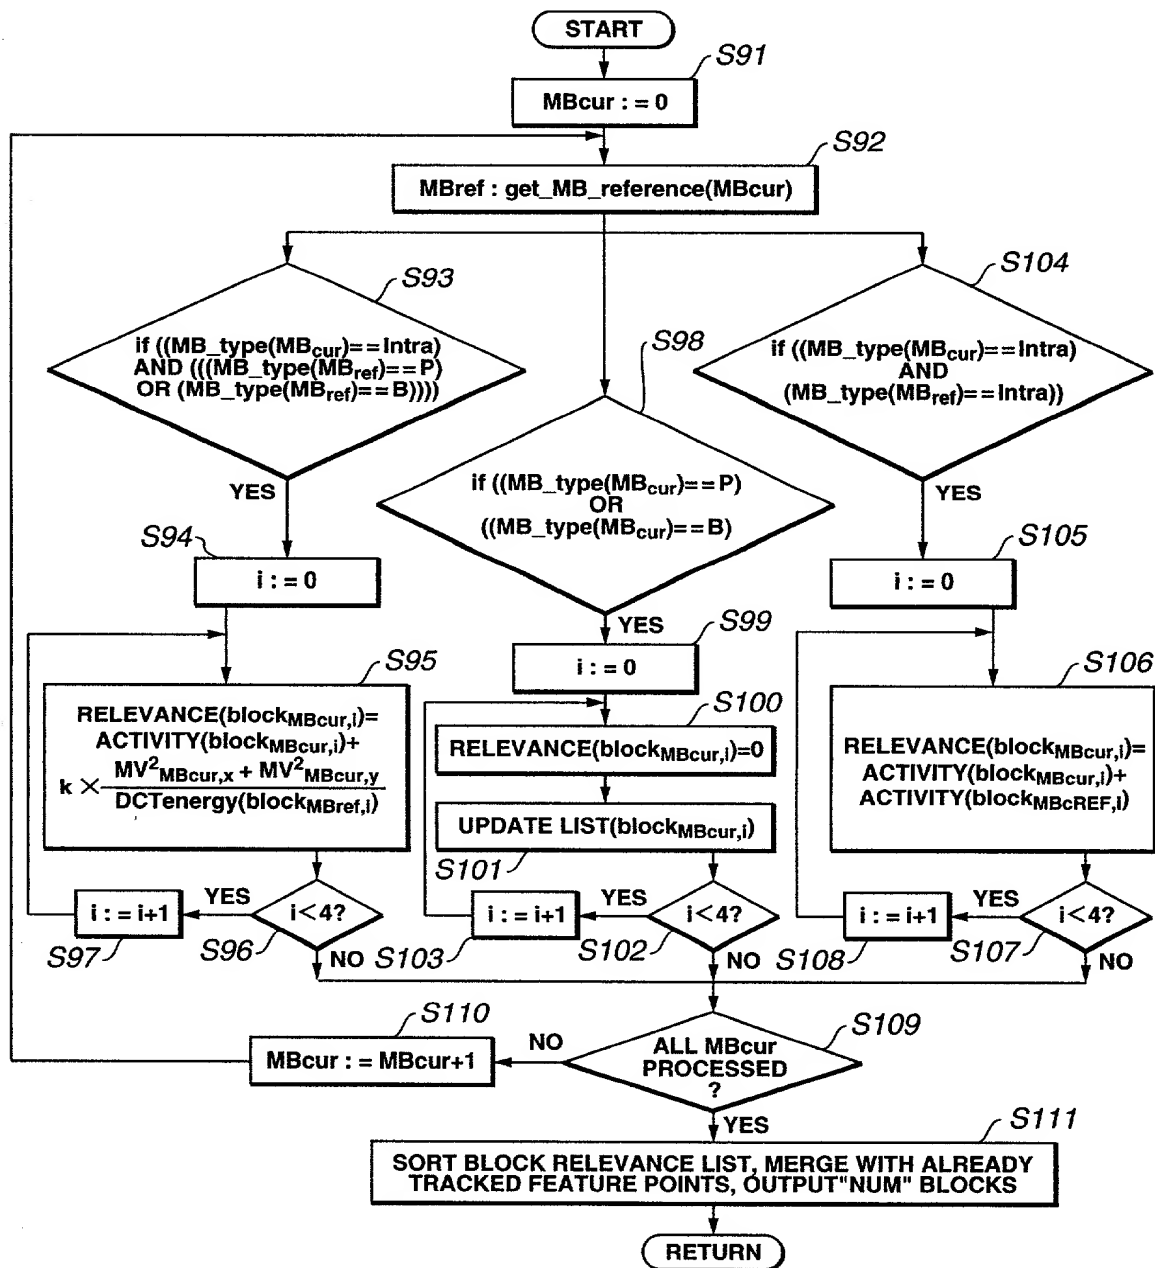 START
S91
MBcur : = 0
S92
MBref : get_MB_reference(MBcur)
S93
if ((MB_type(MBcur)==Intra)
AND (((MB_type(MBref)==P)
OR (MB_type(MBref)==B))))
YES
S98
if ((MB_type(MBcur)==P)
OR
((MB_type(MBcur)==B)
YES
S104
if ((MB_type(MBcur)==Intra)
AND
(MB_type(MBref)==Intra))
YES
S94
i : = 0
S95
RELEVANCE(blockMBcur,i)=
ACTIVITY(blockMBcur,i)+
k × (MV²MBcur,x + MV²MBcur,y
DCTenergy(blockMBref,i)
YES
i<4?
i : = i+1
S97
S96
NO
S99
i : = 0
S100
RELEVANCE(blockMBcur,i)=0
UPDATE LIST(blockMBcur,i)
S101
YES
i<4?
i : = i+1
S103
S102
NO
S105
i : = 0
S106
RELEVANCE(blockMBcur,i)=
ACTIVITY(blockMBcur,i)+
ACTIVITY(blockMBcREF,i)
YES
i<4?
i : = i+1
S108
S107
NO
S110
MBcur : = MBcur+1
NO
S109
ALL MBcur
PROCESSED
?
YES
S111
SORT BLOCK RELEVANCE LIST, MERGE WITH ALREADY
TRACKED FEATURE POINTS, OUTPUT"NUM" BLOCKS
RETURN